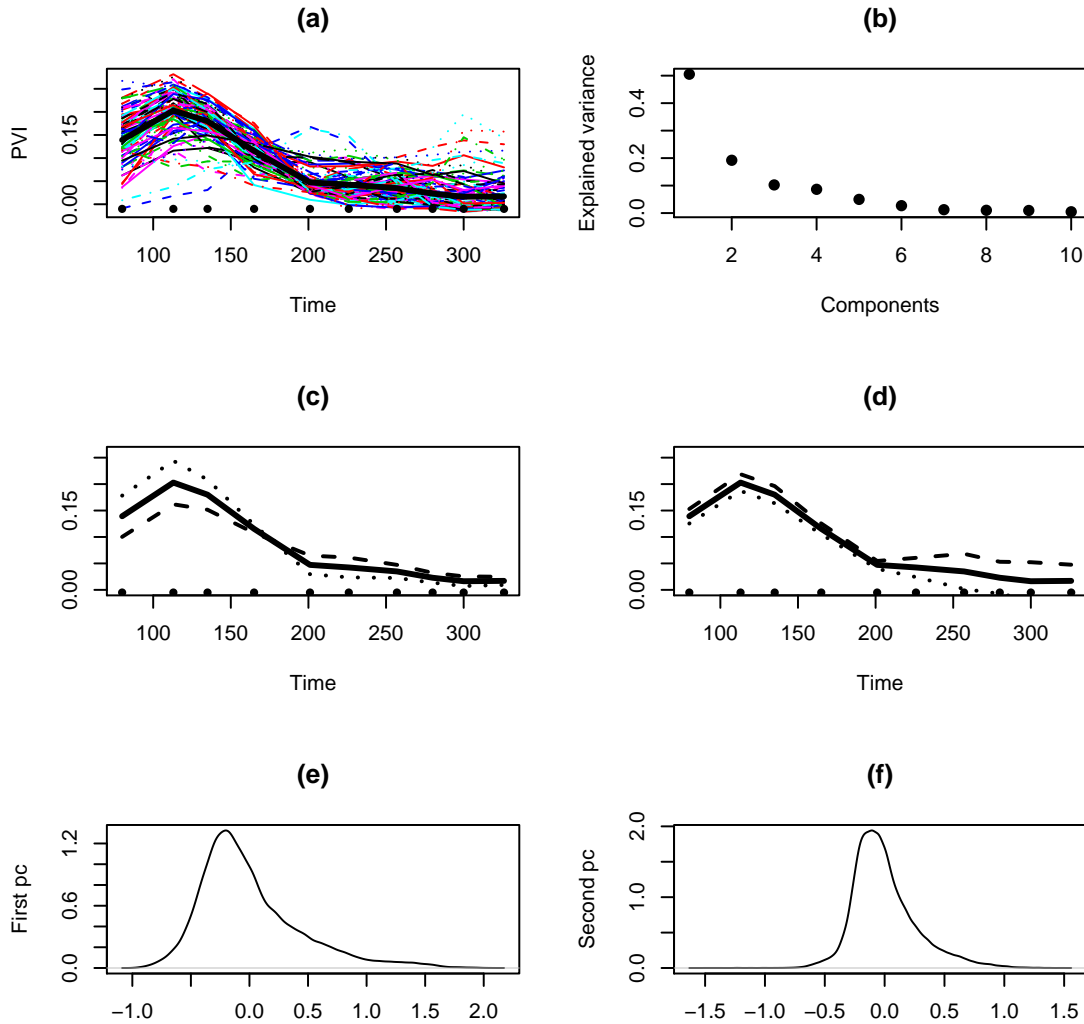 (a)
PVI
0.00 0.15
100 150 200 250 300
Time
(b)
Explained variance
0.0 0.2 0.4
2 4 6 8 10
Components
(c)
0.00 0.15
100 150 200 250 300
Time
(d)
0.00 0.15
100 150 200 250 300
Time
(e)
First pc
0.0 0.6 1.2
−1.0 0.0 0.5 1.0 1.5 2.0
(f)
Second pc
0.0 1.0 2.0
−1.5 −1.0 −0.5 0.0 0.5 1.0 1.5